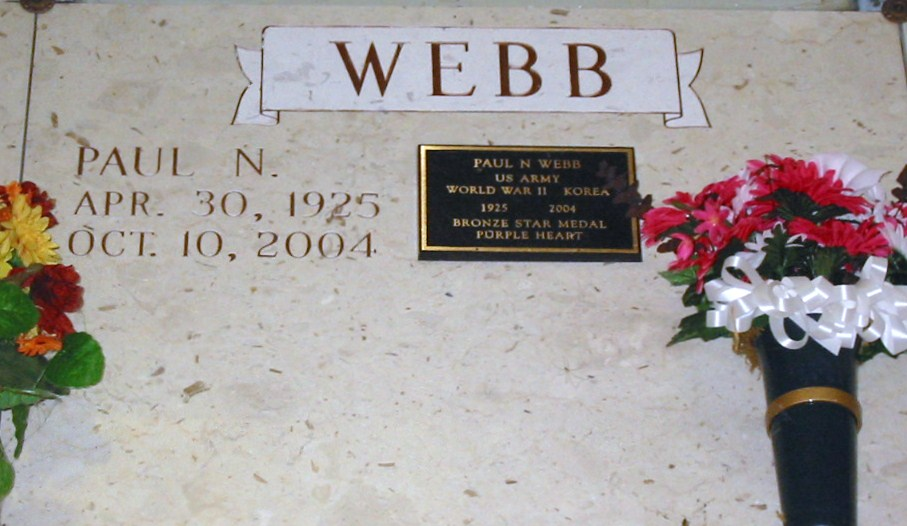 WEBB
PAUL N.
APR. 30, 1925
OCT. 10, 2004
PAUL N WEBB
US ARMY
WORLD WAR II KOREA
1925 2004
BRONZE STAR MEDAL
PURPLE HEART